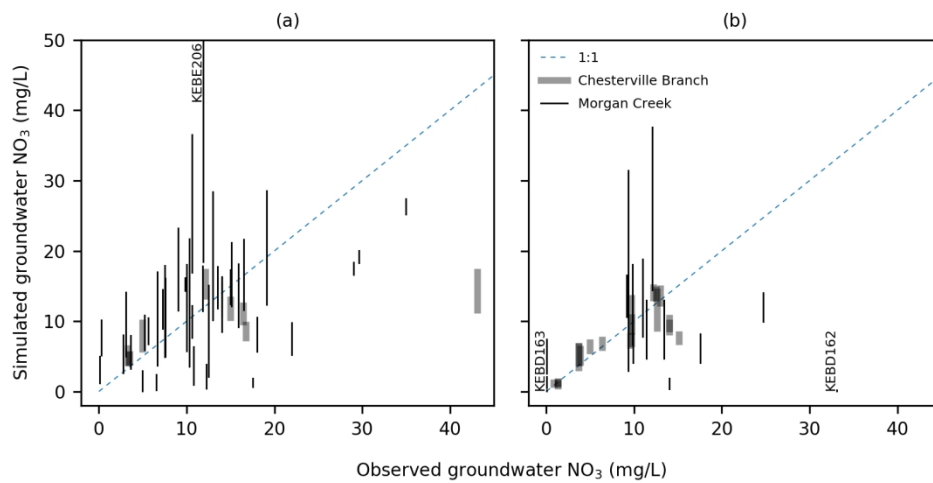 (a)
(b)
Simulated groundwater NO₃ (mg/L)
50
40
30
20
10
0
KEBE206
0 10 20 30 40
1:1
Chesterville Branch
Morgan Creek
KEBD163
KEBD162
0 10 20 30 40
Observed groundwater NO₃ (mg/L)